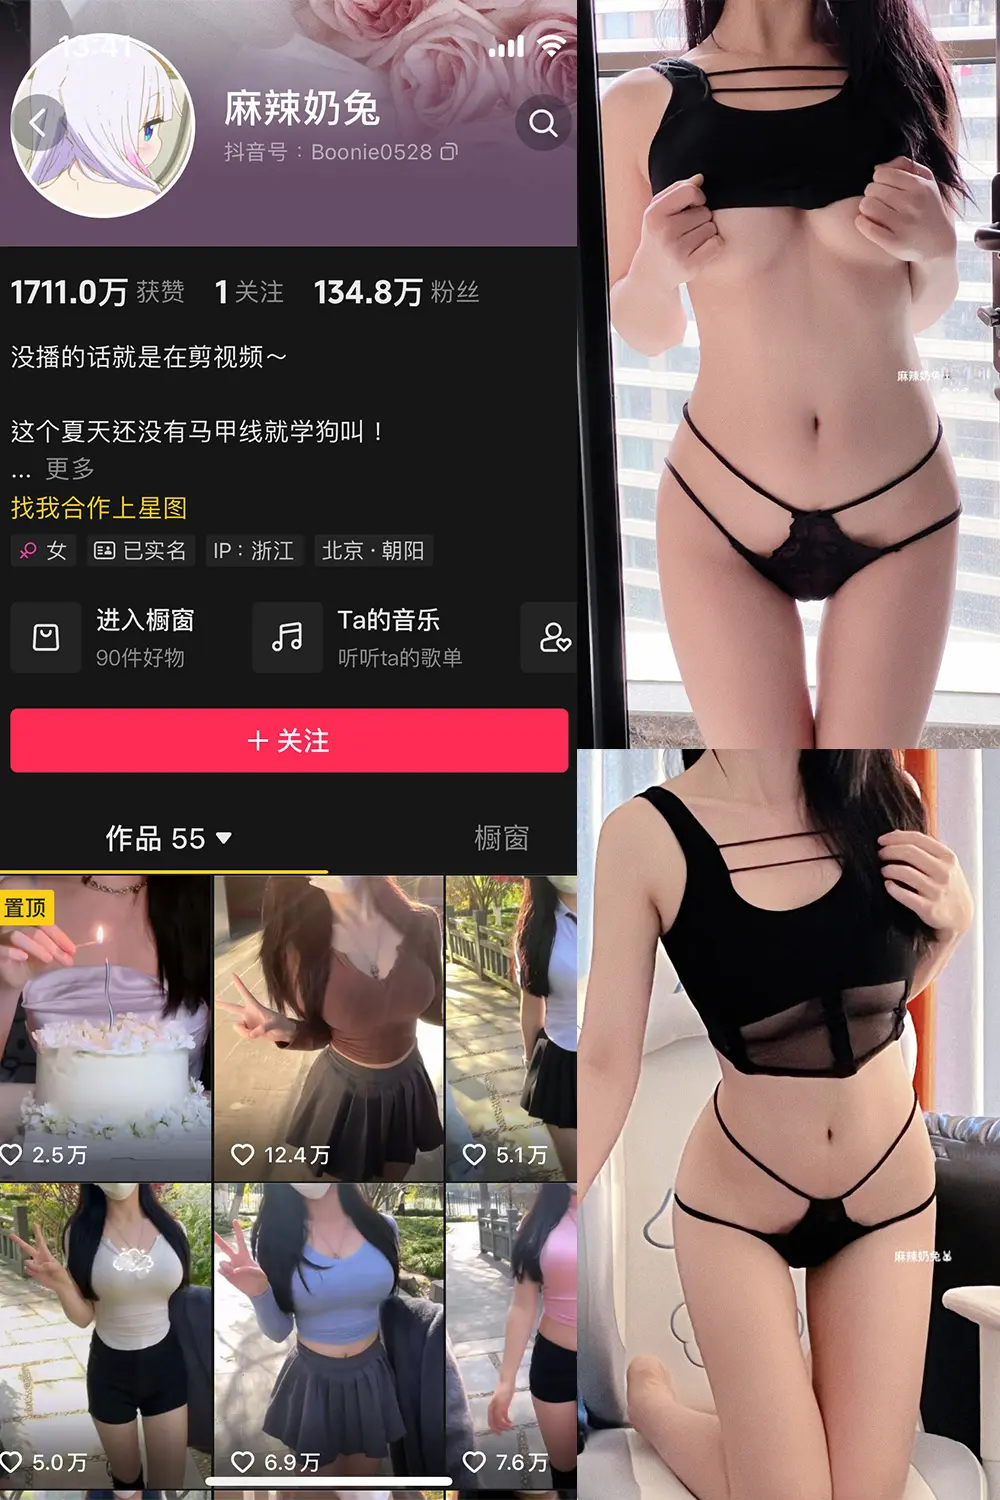 13:41
麻辣奶兔
抖音号：Boonie0528
1711.0万 获赞 1 关注 134.8万 粉丝
没播的话就是在剪视频～
这个夏天还没有马甲线就学狗叫！
... 更多
找我合作上星图
女 已实名 IP：浙江 北京·朝阳
进入橱窗
90件好物
Ta的音乐
听听ta的歌单
+ 关注
作品 55 橱窗
置顶
2.5万 12.4万 5.1万
5.0万 6.9万 7.6万
麻辣奶兔
麻辣奶兔